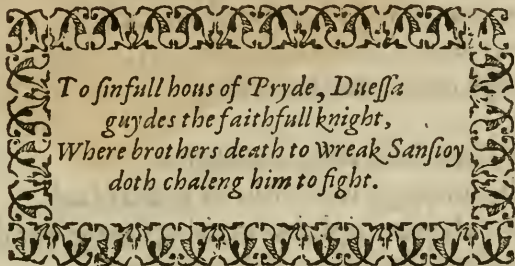 To ſinfull hous of Pryde, Dueſſa
guydes the faithfull knight,
Where brothers death to wreak Sanſioy
doth chaleng him to fight.